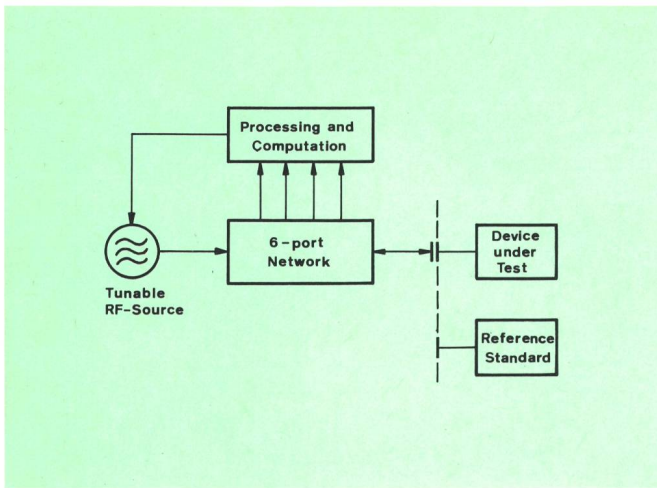 Processing and
Computation
6-port
Network
Tunable
RF-Source
Device
under
Test
Reference
Standard